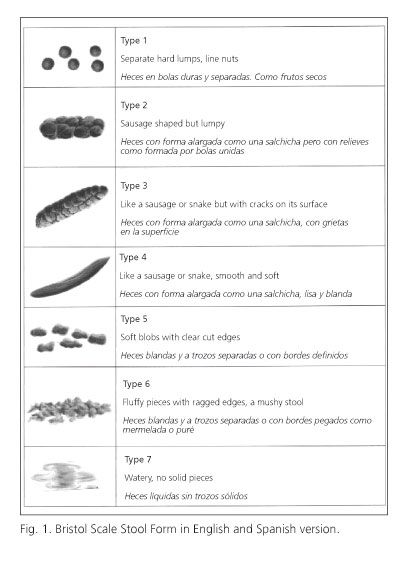 Type 1
Separate hard lumps, line nuts
Heces en bolas duras y separadas. Como frutos secos
Type 2
Sausage shaped but lumpy
Heces con forma alargada como una salchicha pero con relieves
como formada por bolas unidas
Type 3
Like a sausage or snake but with cracks on its surface
Heces con forma alargada como una salchicha, con grietas
en la superficie
Type 4
Like a sausage or snake, smooth and soft
Heces con forma alargada como una salchicha, lisa y blanda
Type 5
Soft blobs with clear cut edges
Heces blandas y a trozos separadas o con bordes definidos
Type 6
Fluffy pieces with ragged edges, a mushy stool
Heces blandas y a trozos separadas o con bordes pegados como
mermelada o puré
Type 7
Watery, no solid pieces
Heces líquidas sin trozos sólidos
Fig. 1. Bristol Scale Stool Form in English and Spanish version.